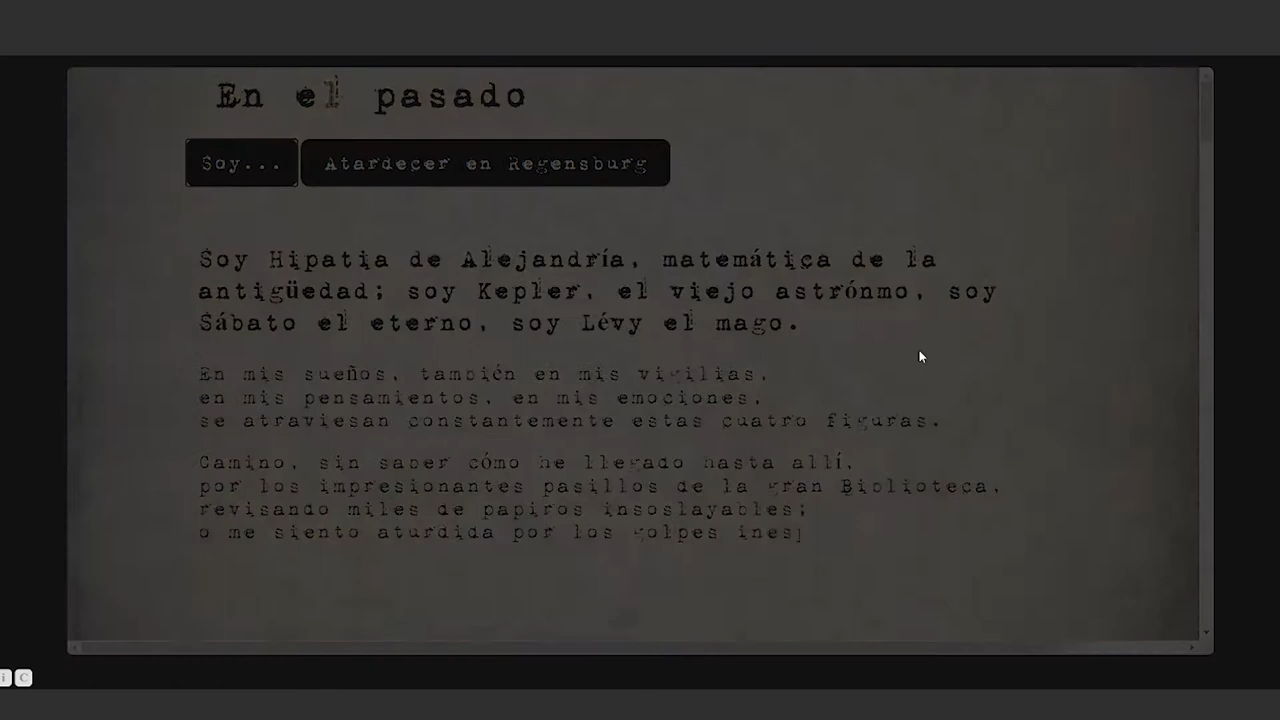 En el pasado
Soy...
Atardecer en Regensburg
Soy Hipatia de Alejandría, matemática de la
antigüedad; soy Kepler, el viejo astrónmo, soy
Sábato el eterno, soy Lévy el mago.
En mis sueños, también en mis vigilias,
en mis pensamientos, en mis emociones,
se atraviesan constantemente estas cuatro figuras.
Camino, sin saber cómo he llegado hasta allí,
por los impresionantes pasillos de la gran Biblioteca,
revisando miles de papiros insoslayables;
o me siento aturdida por los golpes ines
i C